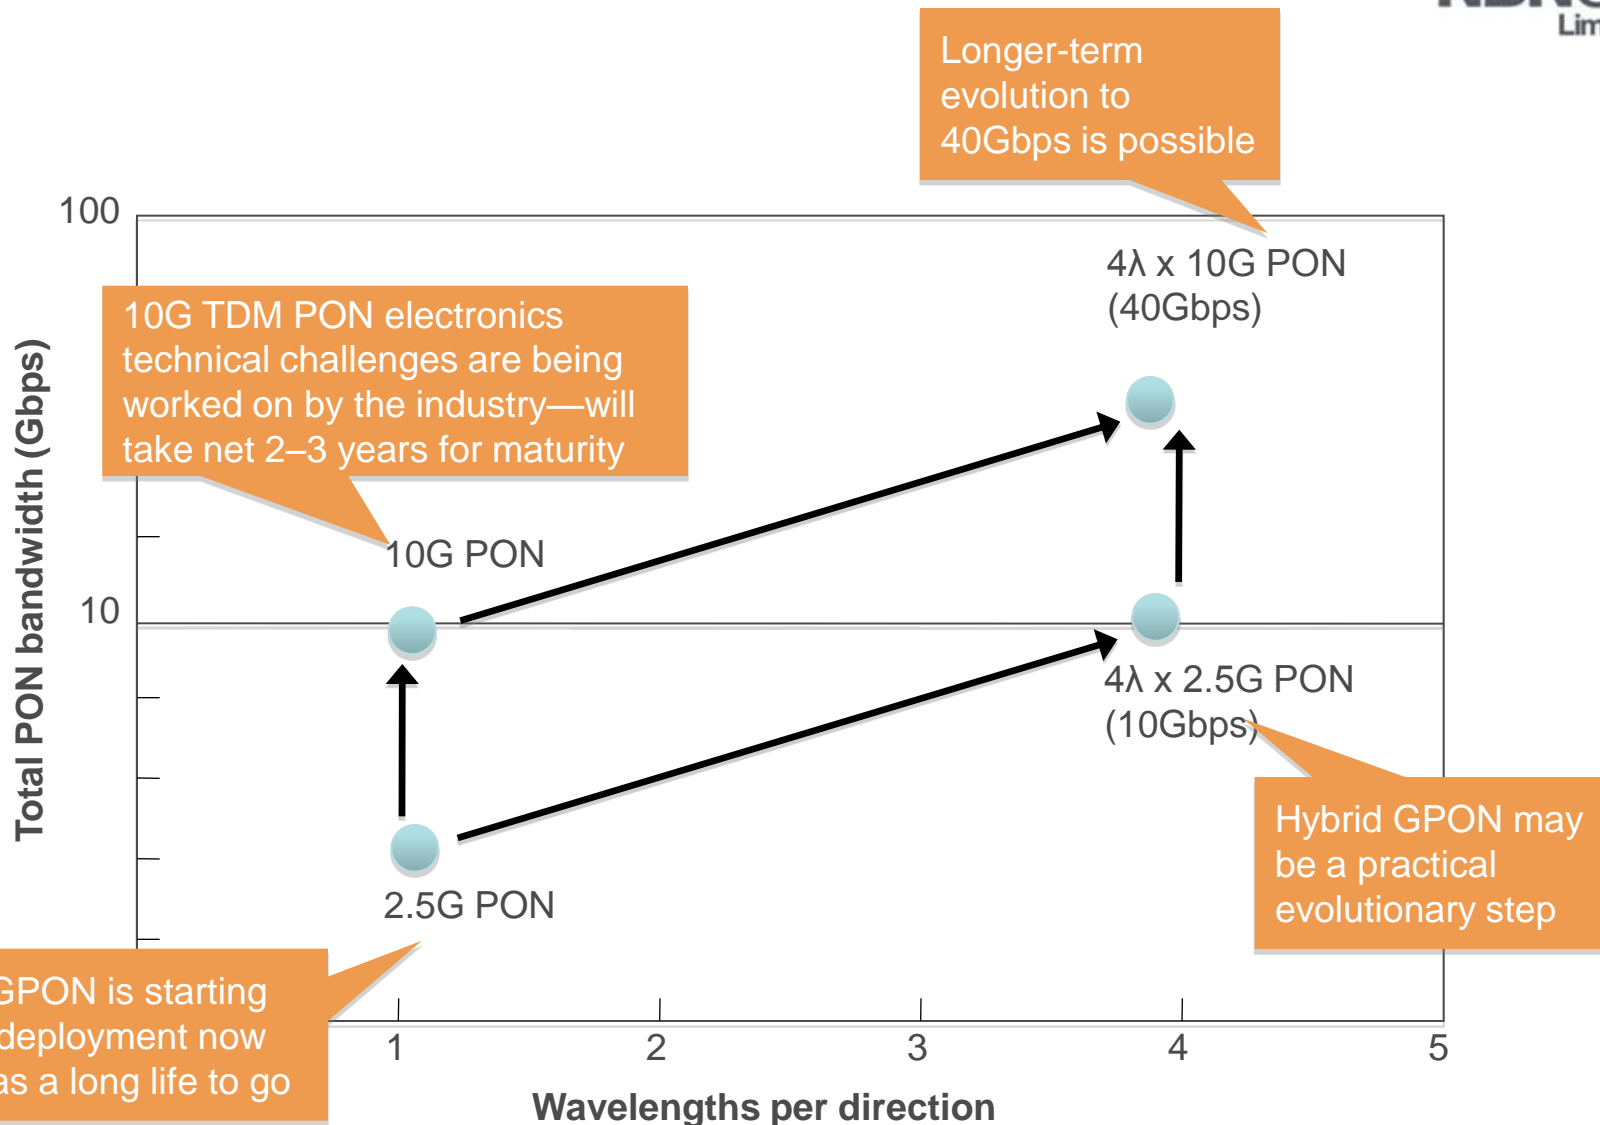 Lim
Longer-term
evolution to
40Gbps is possible
100
4λ x 10G PON
(40Gbps)
10G TDM PON electronics
technical challenges are being
worked on by the industry—will
take net 2–3 years for maturity
Total PON bandwidth (Gbps)
10G PON
10
4λ x 2.5G PON
(10Gbps)
Hybrid GPON may
be a practical
evolutionary step
2.5G PON
GPON is starting
deployment now
as a long life to go
1
2
3
4
5
Wavelengths per direction